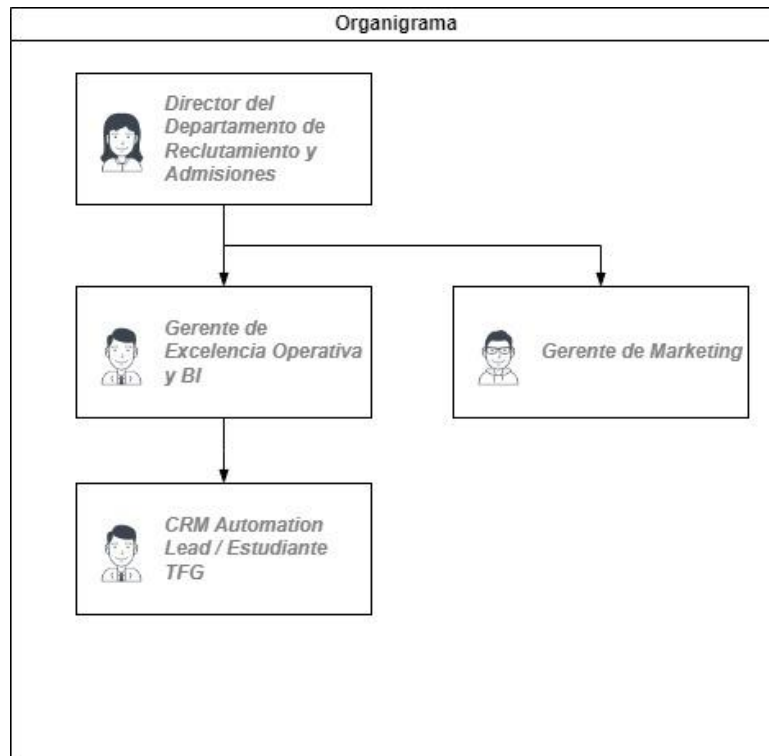 Organigrama
Director del
Departamento de
Reclutamiento y
Admisiones
Gerente de
Excelencia Operativa
y BI
Gerente de Marketing
CRM Automation
Lead / Estudiante
TFG